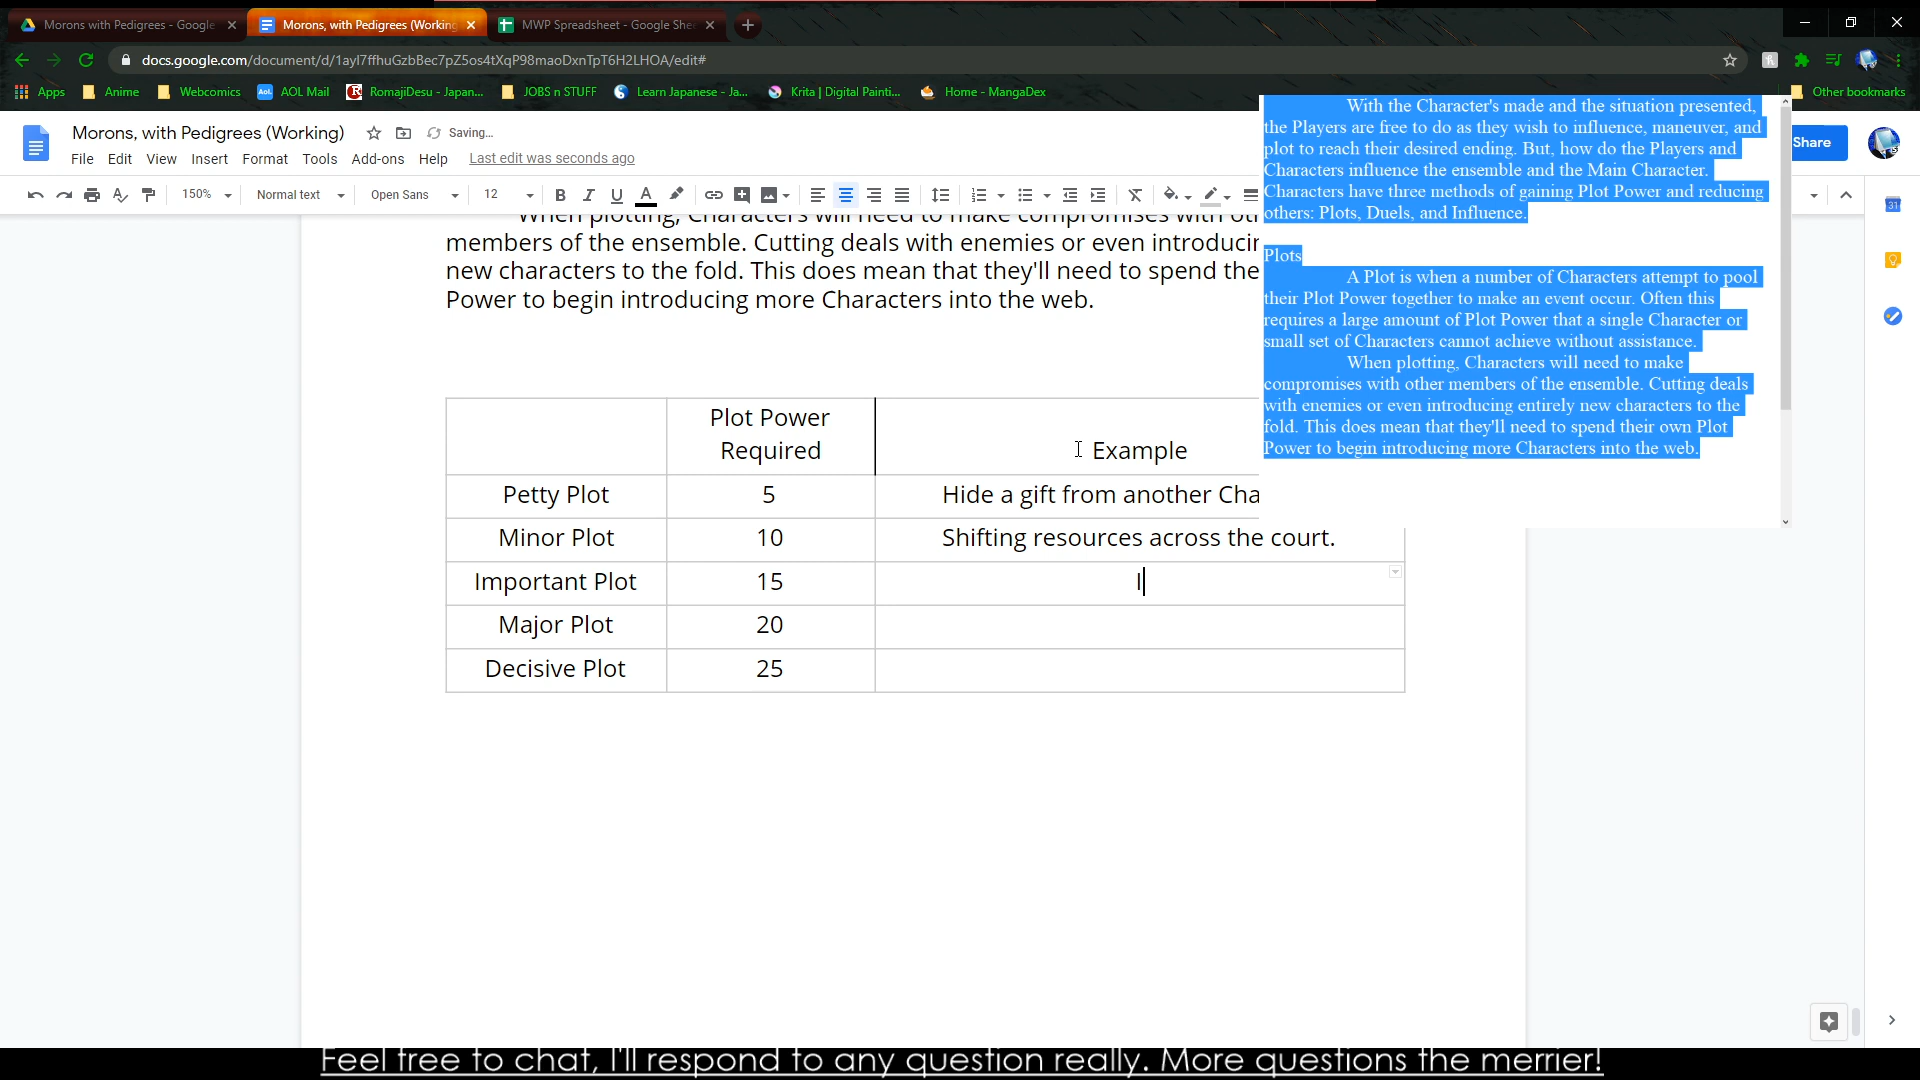 Morons with Pedigrees - Google
Morons, with Pedigrees (Working
MWP Spreadsheet - Google She
docs.google.com/document/d/1ayI7ffhuGzbBec7pZ5os4tXqP98maoDxnTpT6H2LHOA/edit#
Apps Anime Webcomics AOL Mail RomajiDesu - Japan... JOBS n STUFF Learn Japanese - Ja... Krita | Digital Painti... Home - MangaDex Other bookmarks
Morons, with Pedigrees (Working) Saving...
File Edit View Insert Format Tools Add-ons Help Last edit was seconds ago
Share
150% Normal text Open Sans 12
When plotting, Characters will need to make compromises with ot
members of the ensemble. Cutting deals with enemies or even introducin
new characters to the fold. This does mean that they'll need to spend the
Power to begin introducing more Characters into the web.
Plot Power
Required
Example
Petty Plot 5 Hide a gift from another Cha
Minor Plot 10 Shifting resources across the court.
Important Plot 15 I
Major Plot 20
Decisive Plot 25
With the Character's made and the situation presented,
the Players are free to do as they wish to influence, maneuver, and
plot to reach their desired ending. But, how do the Players and
Characters influence the ensemble and the Main Character.
Characters have three methods of gaining Plot Power and reducing
others: Plots, Duels, and Influence.
Plots
A Plot is when a number of Characters attempt to pool
their Plot Power together to make an event occur. Often this
requires a large amount of Plot Power that a single Character or
small set of Characters cannot achieve without assistance.
When plotting, Characters will need to make
compromises with other members of the ensemble. Cutting deals
with enemies or even introducing entirely new characters to the
fold. This does mean that they'll need to spend their own Plot
Power to begin introducing more Characters into the web.
31
Feel free to chat, I'll respond to any question really. More questions the merrier!